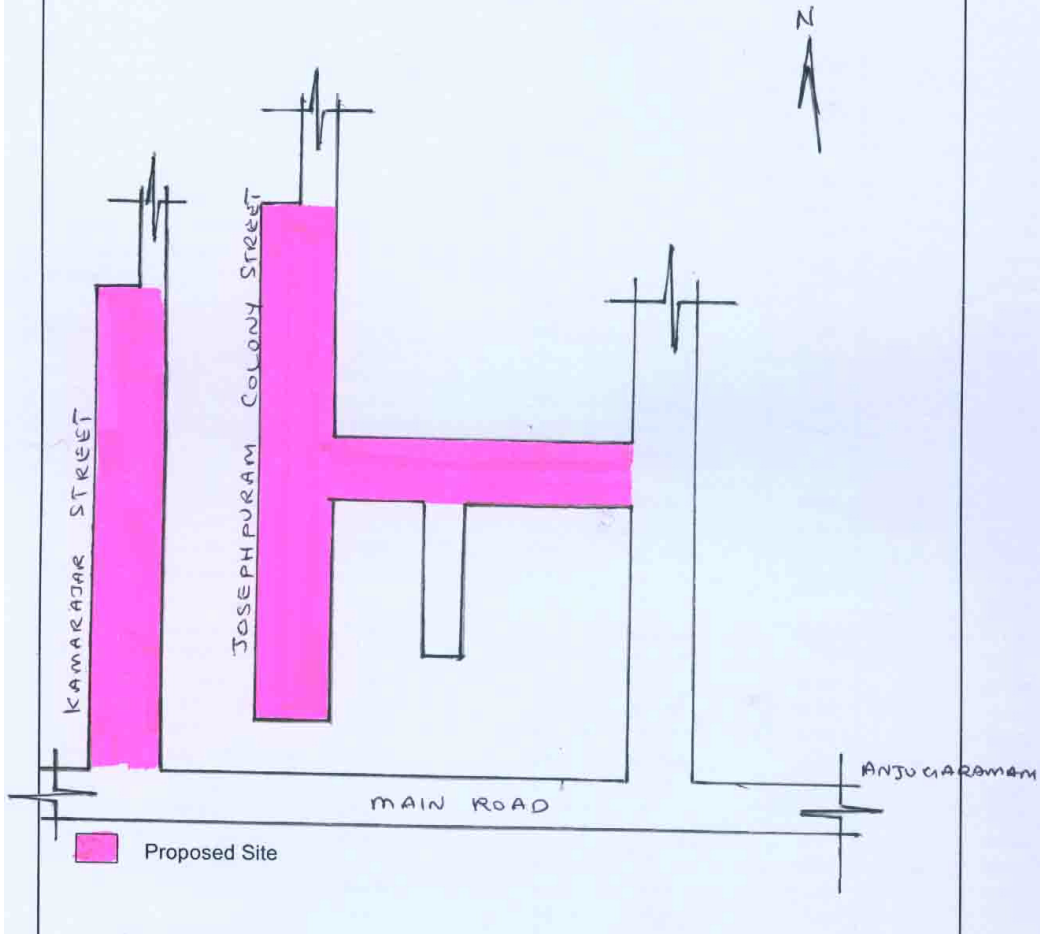 N
KAMARAJAR STREET
JOSEPHPURAM COLONY STREET
MAIN ROAD
ANJUGARAMAM
Proposed Site